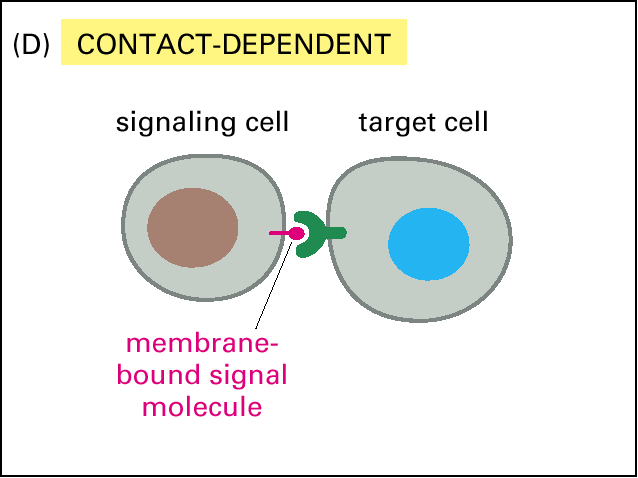 (D) CONTACT-DEPENDENT
signaling cell target cell
membrane-
bound signal
molecule